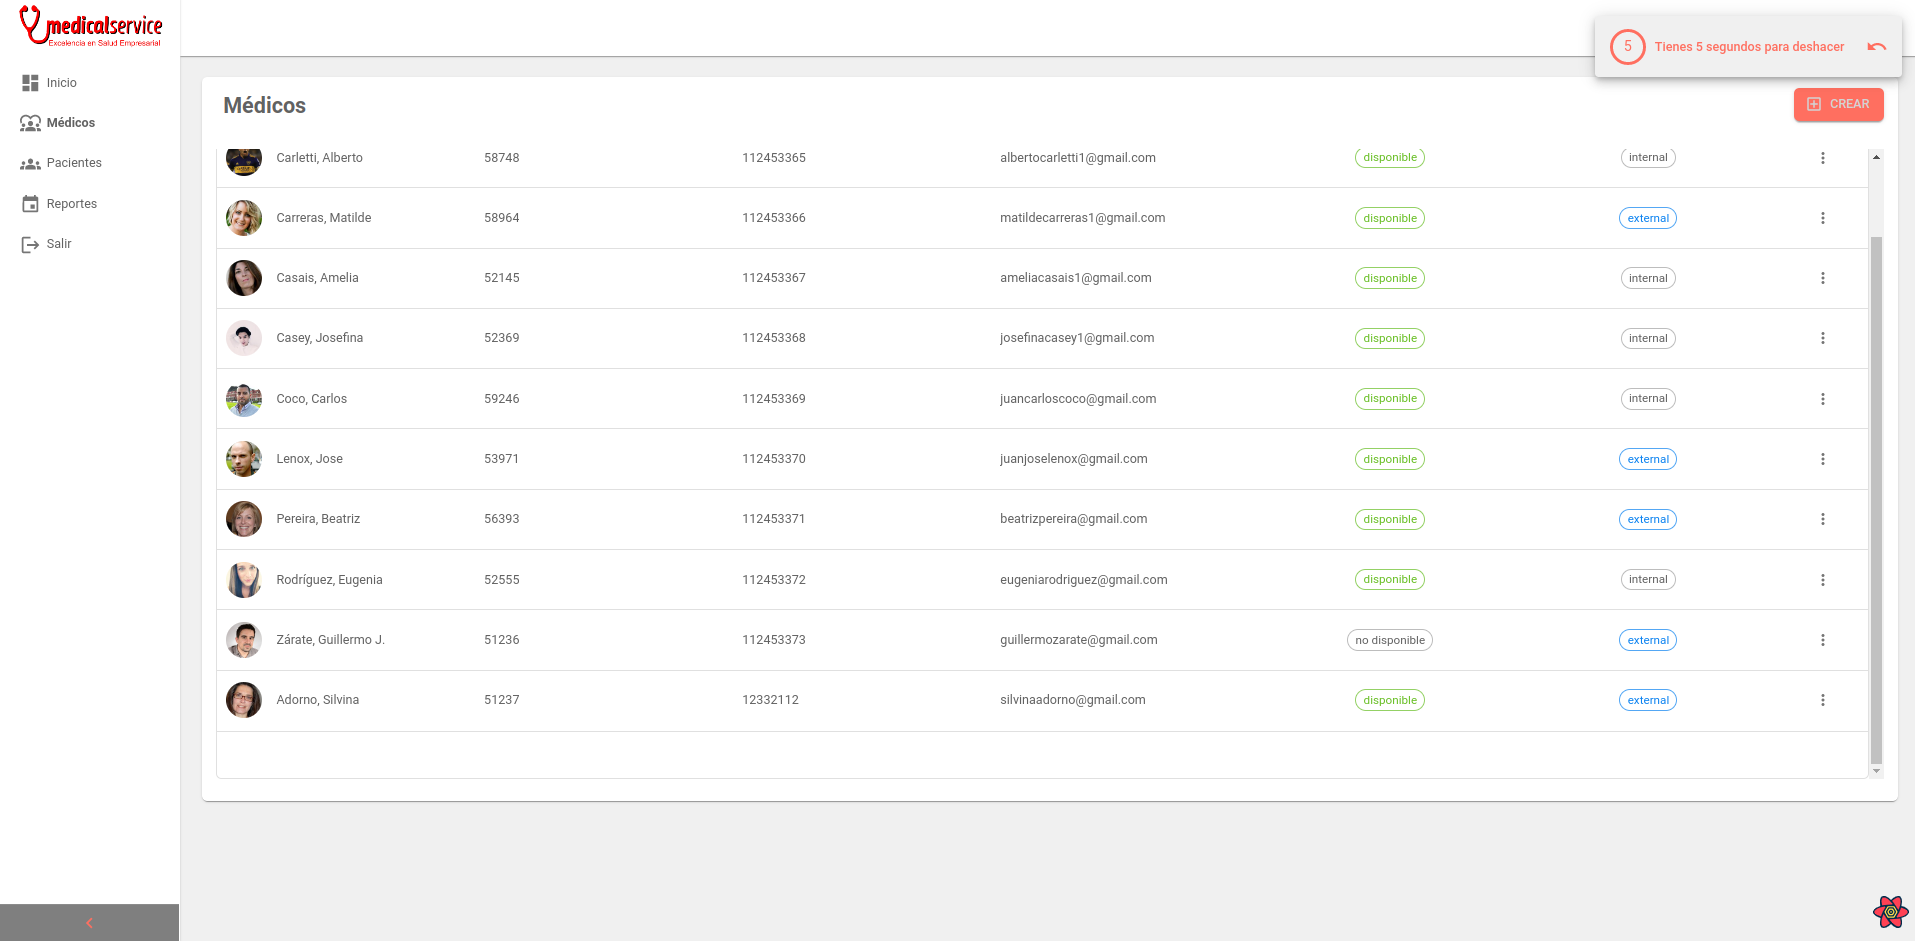 medicalservice
Excelencia en Salud Empresarial
5 Tienes 5 segundos para deshacer
Inicio
Médicos
Pacientes
Reportes
Salir
Médicos
CREAR
Carletti, Alberto 58748 112453365 albertocarletti1@gmail.com disponible internal
Carreras, Matilde 58964 112453366 matildecarreras1@gmail.com disponible external
Casais, Amelia 52145 112453367 ameliacasais1@gmail.com disponible internal
Casey, Josefina 52369 112453368 josefinacasey1@gmail.com disponible internal
Coco, Carlos 59246 112453369 juancarloscoco@gmail.com disponible internal
Lenox, Jose 53971 112453370 juanjoselenox@gmail.com disponible external
Pereira, Beatriz 56393 112453371 beatrizpereira@gmail.com disponible external
Rodríguez, Eugenia 52555 112453372 eugeniarodriguez@gmail.com disponible internal
Zárate, Guillermo J. 51236 112453373 guillermozarate@gmail.com no disponible external
Adorno, Silvina 51237 12332112 silvinaadorno@gmail.com disponible external